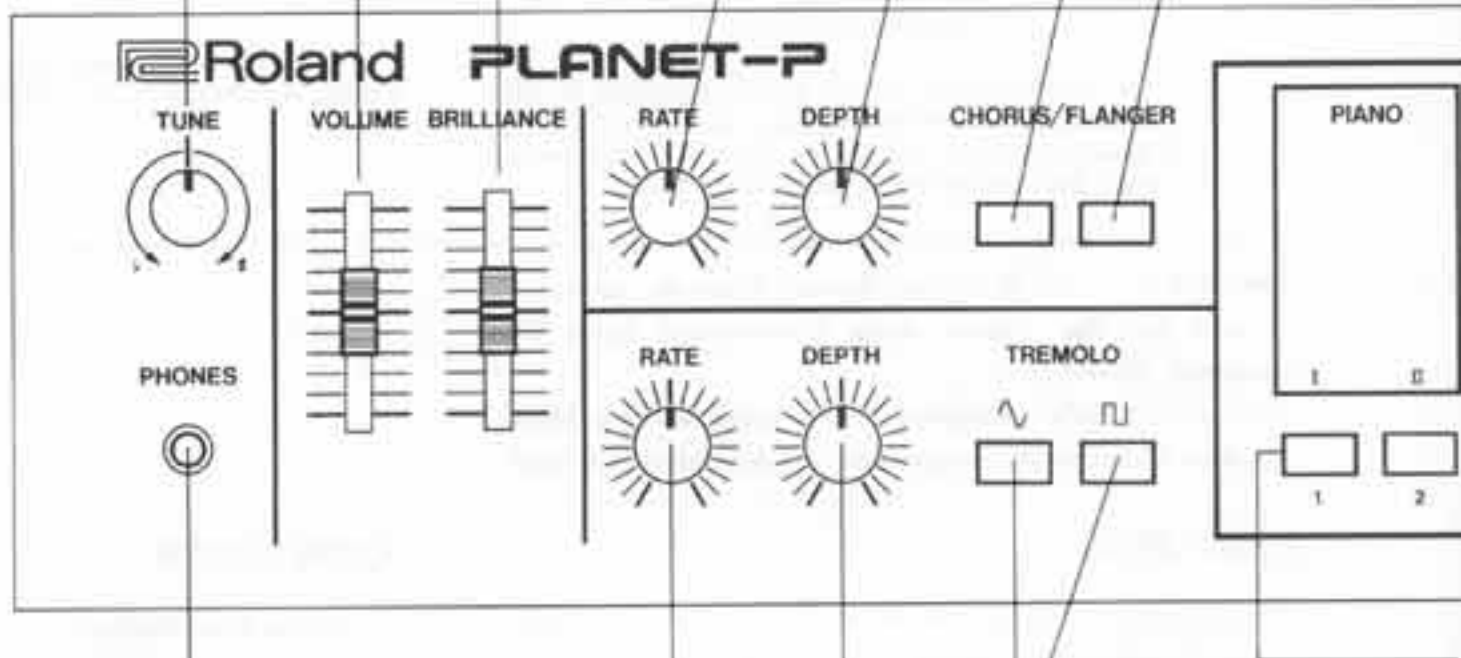 Roland PLANET-P
TUNE VOLUME BRILLIANCE RATE DEPTH CHORUS/FLANGER PIANO
♭ ♯
RATE DEPTH TREMOLO
PHONES
I II
1 2